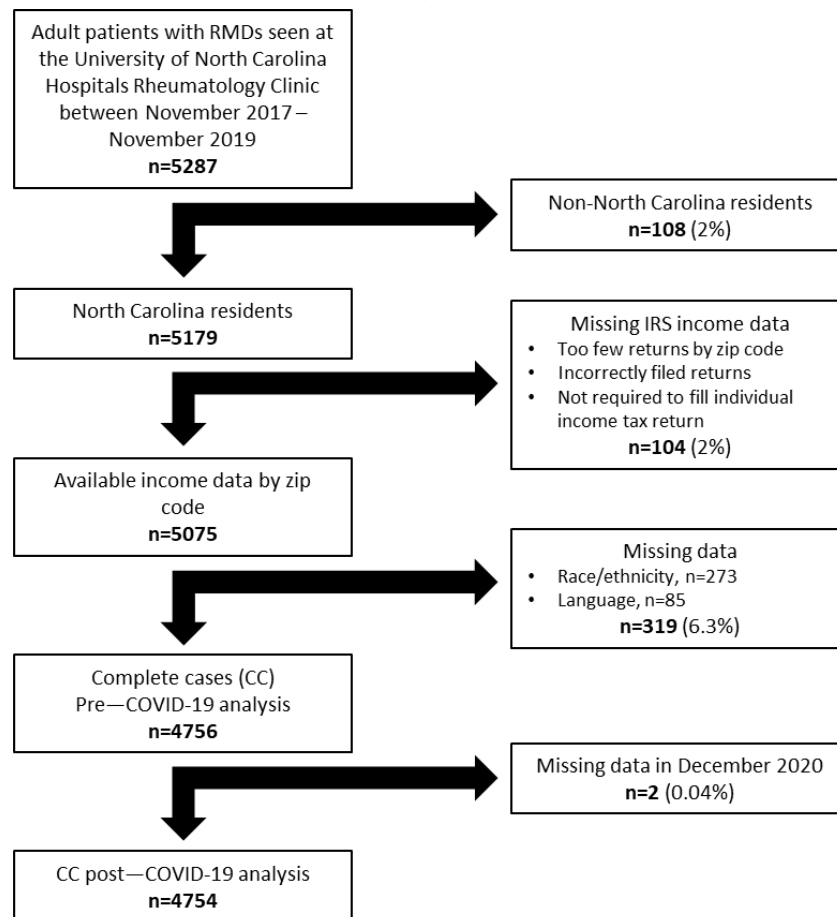 Adult patients with RMDs seen at
the University of North Carolina
Hospitals Rheumatology Clinic
between November 2017 –
November 2019
n=5287
Non-North Carolina residents
n=108 (2%)
North Carolina residents
n=5179
Missing IRS income data
• Too few returns by zip code
• Incorrectly filed returns
• Not required to fill individual
income tax return
n=104 (2%)
Available income data by zip
code
n=5075
Missing data
• Race/ethnicity, n=273
• Language, n=85
n=319 (6.3%)
Complete cases (CC)
Pre—COVID-19 analysis
n=4756
Missing data in December 2020
n=2 (0.04%)
CC post—COVID-19 analysis
n=4754